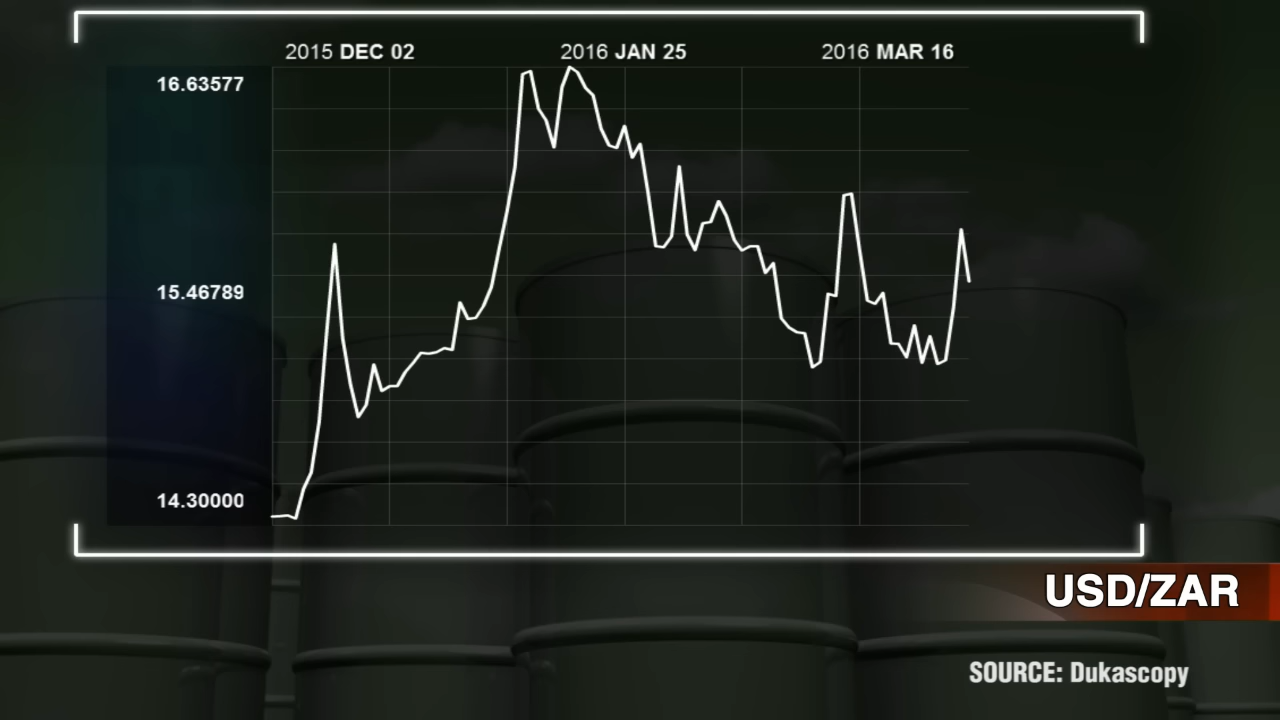 2015 DEC 02
2016 JAN 25
2016 MAR 16
16.63577
15.46789
14.30000
USD/ZAR
SOURCE: Dukascopy